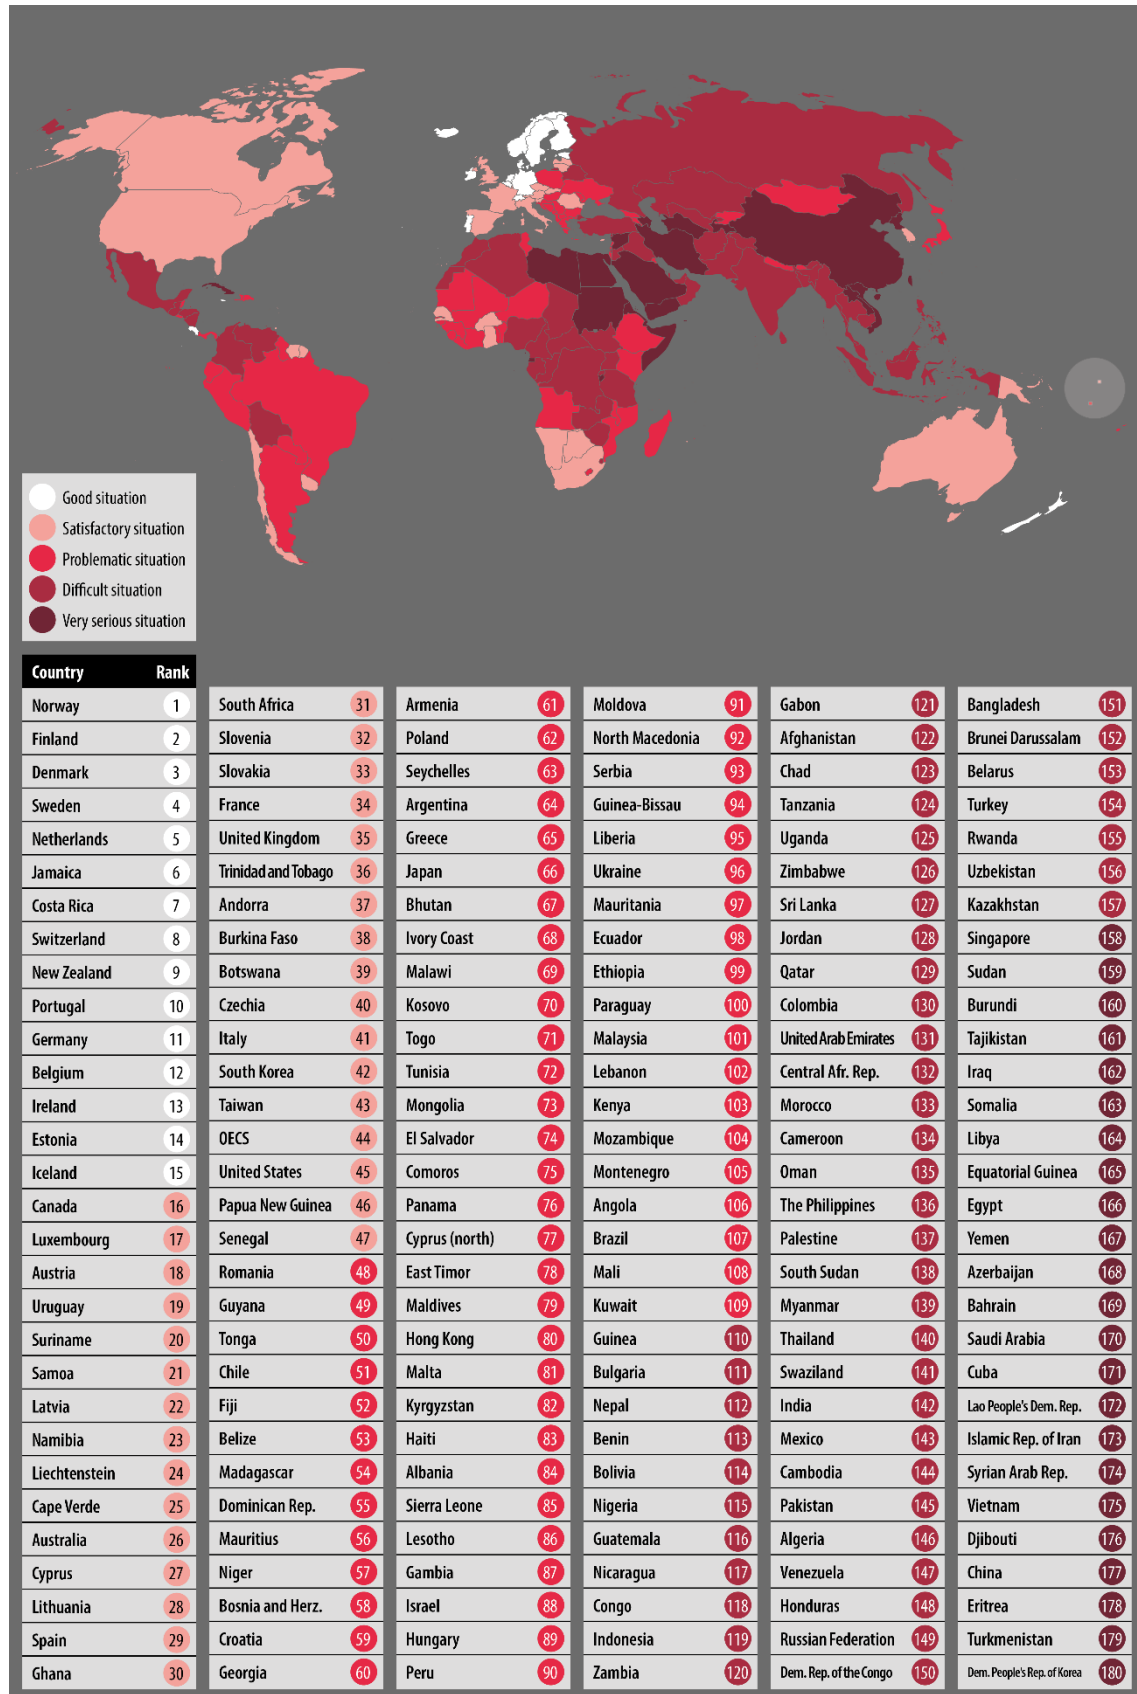 Good situation
Satisfactory situation
Problematic situation
Difficult situation
Very serious situation
Country Rank
Norway 1
Finland 2
Denmark 3
Sweden 4
Netherlands 5
Jamaica 6
Costa Rica 7
Switzerland 8
New Zealand 9
Portugal 10
Germany 11
Belgium 12
Ireland 13
Estonia 14
Iceland 15
Canada 16
Luxembourg 17
Austria 18
Uruguay 19
Suriname 20
Samoa 21
Latvia 22
Namibia 23
Liechtenstein 24
Cape Verde 25
Australia 26
Cyprus 27
Lithuania 28
Spain 29
Ghana 30
South Africa 31
Slovenia 32
Slovakia 33
France 34
United Kingdom 35
Trinidad and Tobago 36
Andorra 37
Burkina Faso 38
Botswana 39
Czechia 40
Italy 41
South Korea 42
Taiwan 43
OECS 44
United States 45
Papua New Guinea 46
Senegal 47
Romania 48
Guyana 49
Tonga 50
Chile 51
Fiji 52
Belize 53
Madagascar 54
Dominican Rep. 55
Mauritius 56
Niger 57
Bosnia and Herz. 58
Croatia 59
Georgia 60
Armenia 61
Poland 62
Seychelles 63
Argentina 64
Greece 65
Japan 66
Bhutan 67
Ivory Coast 68
Malawi 69
Kosovo 70
Togo 71
Tunisia 72
Mongolia 73
El Salvador 74
Comoros 75
Panama 76
Cyprus (north) 77
East Timor 78
Maldives 79
Hong Kong 80
Malta 81
Kyrgyzstan 82
Haiti 83
Albania 84
Sierra Leone 85
Lesotho 86
Gambia 87
Israel 88
Hungary 89
Peru 90
Moldova 91
North Macedonia 92
Serbia 93
Guinea-Bissau 94
Liberia 95
Ukraine 96
Mauritania 97
Ecuador 98
Ethiopia 99
Paraguay 100
Malaysia 101
Lebanon 102
Kenya 103
Mozambique 104
Montenegro 105
Angola 106
Brazil 107
Mali 108
Kuwait 109
Guinea 110
Bulgaria 111
Nepal 112
Benin 113
Bolivia 114
Nigeria 115
Guatemala 116
Nicaragua 117
Congo 118
Indonesia 119
Zambia 120
Gabon 121
Afghanistan 122
Chad 123
Tanzania 124
Uganda 125
Zimbabwe 126
Sri Lanka 127
Jordan 128
Qatar 129
Colombia 130
United Arab Emirates 131
Central Afr. Rep. 132
Morocco 133
Cameroon 134
Oman 135
The Philippines 136
Palestine 137
South Sudan 138
Myanmar 139
Thailand 140
Swaziland 141
India 142
Mexico 143
Cambodia 144
Pakistan 145
Algeria 146
Venezuela 147
Honduras 148
Russian Federation 149
Dem. Rep. of the Congo 150
Bangladesh 151
Brunei Darussalam 152
Belarus 153
Turkey 154
Rwanda 155
Uzbekistan 156
Kazakhstan 157
Singapore 158
Sudan 159
Burundi 160
Tajikistan 161
Iraq 162
Somalia 163
Libya 164
Equatorial Guinea 165
Egypt 166
Yemen 167
Azerbaijan 168
Bahrain 169
Saudi Arabia 170
Cuba 171
Lao People's Dem. Rep. 172
Islamic Rep. of Iran 173
Syrian Arab Rep. 174
Vietnam 175
Djibouti 176
China 177
Eritrea 178
Turkmenistan 179
Dem. People's Rep. of Korea 180